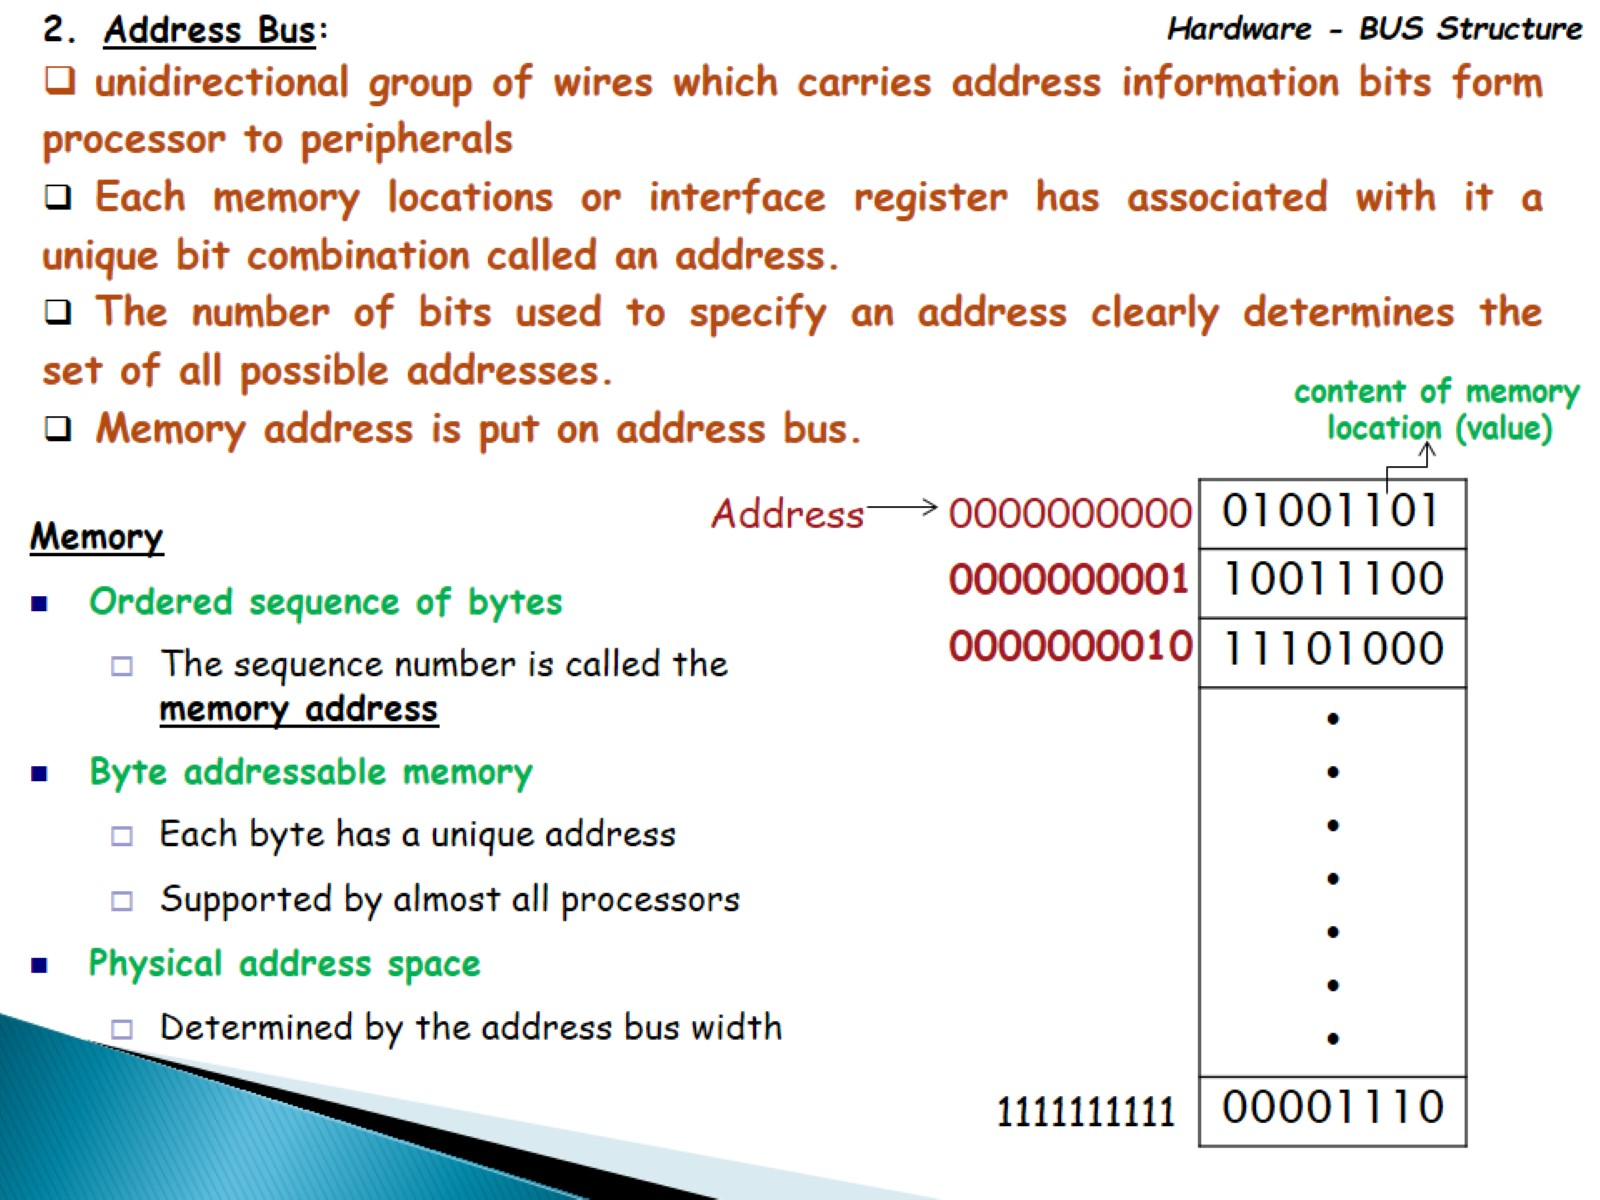 2. Address Bus:
Hardware - BUS Structure
unidirectional group of wires which carries address information bits form
processor to peripherals
Each memory locations or interface register has associated with it a
unique bit combination called an address.
The number of bits used to specify an address clearly determines the
set of all possible addresses.
Memory address is put on address bus.
content of memory
location (value)
Address 0000000000 01001101
0000000001 10011100
0000000010 11101000
1111111111 00001110
Memory
Ordered sequence of bytes
The sequence number is called the
memory address
Byte addressable memory
Each byte has a unique address
Supported by almost all processors
Physical address space
Determined by the address bus width